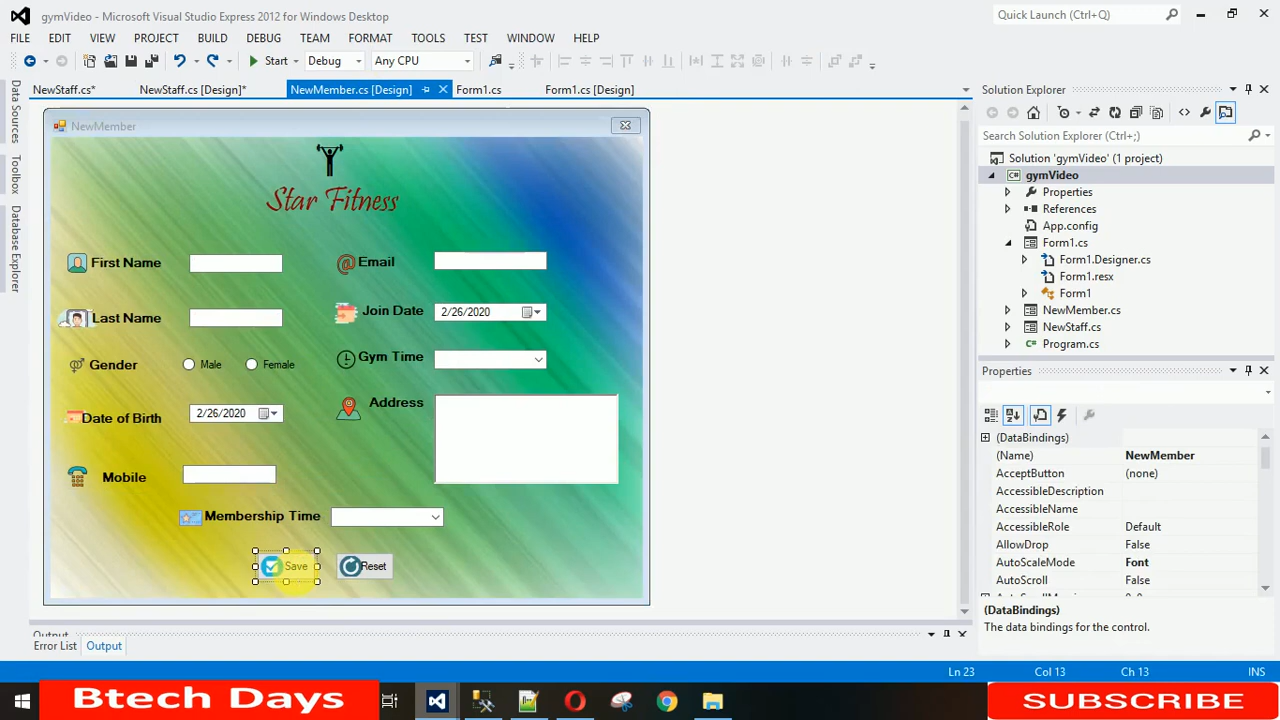 gymVideo - Microsoft Visual Studio Express 2012 for Windows Desktop
Quick Launch (Ctrl+Q)
FILE EDIT VIEW PROJECT BUILD DEBUG TEAM FORMAT TOOLS TEST WINDOW HELP
Start Debug Any CPU
NewStaff.cs* NewStaff.cs [Design]* NewMember.cs [Design] Form1.cs Form1.cs [Design]
Data Sources
Toolbox
Database Explorer
NewMember
Star Fitness
First Name
Email
Last Name
Join Date 2/26/2020
Gender Male Female
Gym Time
Date of Birth 2/26/2020
Address
Mobile
Membership Time
Save Reset
Output
Error List Output
Solution Explorer
Search Solution Explorer (Ctrl+;)
Solution 'gymVideo' (1 project)
C# gymVideo
Properties
References
App.config
Form1.cs
Form1.Designer.cs
Form1.resx
Form1
NewMember.cs
NewStaff.cs
Program.cs
Properties
(DataBindings)
(Name) NewMember
AcceptButton (none)
AccessibleDescription
AccessibleName
AccessibleRole Default
AllowDrop False
AutoScaleMode Font
AutoScroll False
(DataBindings)
The data bindings for the control.
Ln 23 Col 13 Ch 13 INS
Btech Days
SUBSCRIBE